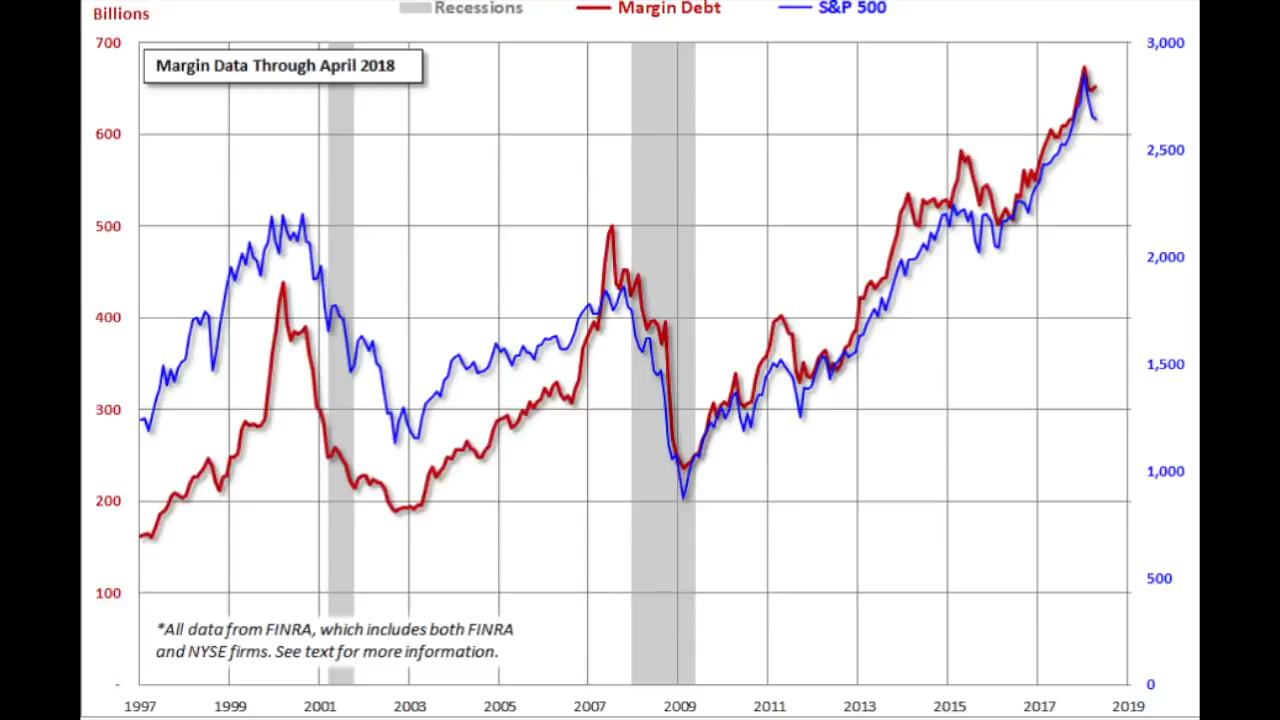 Billions
Recessions
Margin Debt
S&P 500
700
3,000
Margin Data Through April 2018
600
2,500
500
2,000
400
1,500
300
1,000
200
500
100
*All data from FINRA, which includes both FINRA
and NYSE firms. See text for more information.
-
0
1997 1999 2001 2003 2005 2007 2009 2011 2013 2015 2017 2019